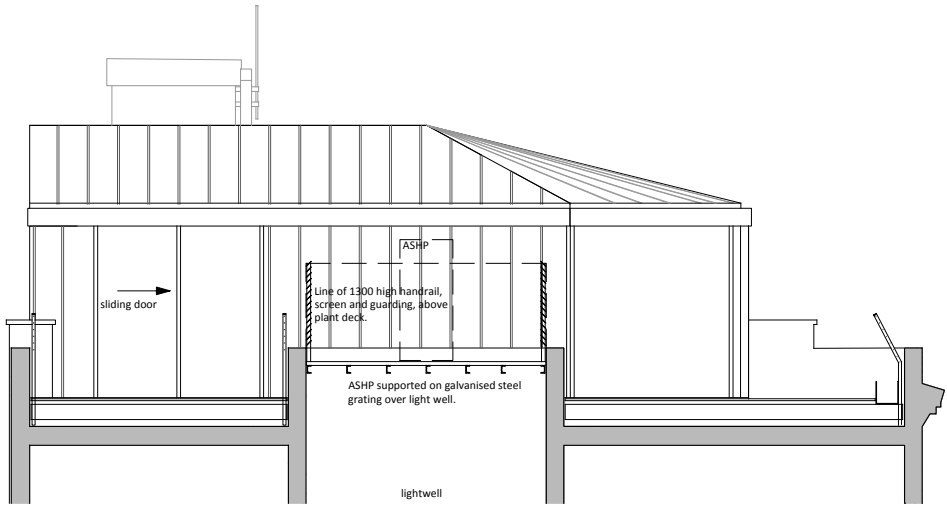 ASHP
Line of 1300 high handrail,
screen and guarding, above
plant deck.
sliding door
ASHP supported on galvanised steel
grating over light well.
lightwell